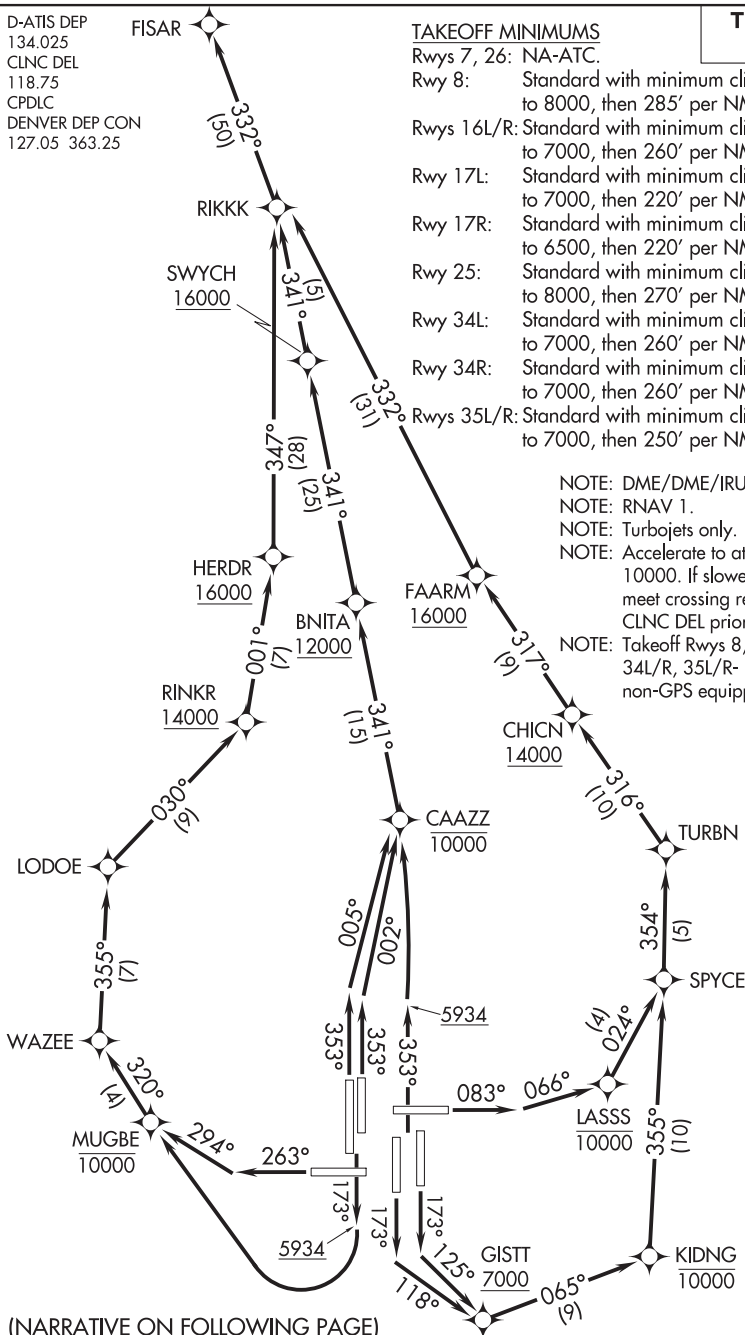 D-ATIS DEP
134.025
CLNC DEL
118.75
CPDLC
DENVER DEP CON
127.05 363.25
TAKEOFF MINIMUMS
Rwys 7, 26: NA-ATC.
Rwy 8: Standard with minimum cli
to 8000, then 285' per NM
Rwys 16L/R: Standard with minimum cli
to 7000, then 260' per NM
Rwy 17L: Standard with minimum cli
to 7000, then 220' per NM
Rwy 17R: Standard with minimum cli
to 6500, then 220' per NM
Rwy 25: Standard with minimum cli
to 8000, then 270' per NM
Rwy 34L: Standard with minimum cli
to 7000, then 260' per NM
Rwy 34R: Standard with minimum cli
to 7000, then 260' per NM
Rwys 35L/R: Standard with minimum cli
to 7000, then 250' per NM
T
NOTE: DME/DME/IRU
NOTE: RNAV 1.
NOTE: Turbojets only.
NOTE: Accelerate to at
10000. If slowe
meet crossing re
CLNC DEL prior
NOTE: Takeoff Rwys 8,
34L/R, 35L/R-
non-GPS equipp
FISAR
332°
(50)
RIKKK
SWYCH
16000
341°
(5)
332°
(31)
347°
(28)
341°
(25)
HERDR
16000
BNITA
12000
FAARM
16000
001°
(7)
317°
(9)
RINKR
14000
341°
(15)
CHICN
14000
030°
(9)
316°
(10)
CAAZZ
10000
TURBN
LODOE
005°
002°
354°
(5)
355°
(7)
SPYCE
5934
353°
353°
353°
WAZEE
(4)
024°
083°
066°
320°
(4)
LASSS
10000
355°
(10)
MUGBE
10000
294°
263°
173°
173°
173°
5934
125°
118°
GISTT
7000
065°
(9)
KIDNG
10000
(NARRATIVE ON FOLLOWING PAGE)